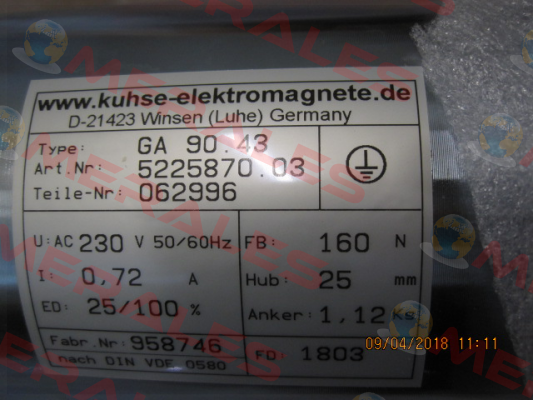 www.kuhse-elektromagnete.de
D-21423 Winsen (Luhe) Germany
Type: GA 90.43
Art.Nr: 5225870.03
Teile-Nr: 062996
U: AC 230 V 50/60Hz FB: 160 N
I: 0,72 A Hub: 25 mm
ED: 25/100 % Anker: 1,12 Kg
Fabr.Nr: 958746 FD: 1803
nach DIN VDE 0580
09/04/2018 11:11
MERALES